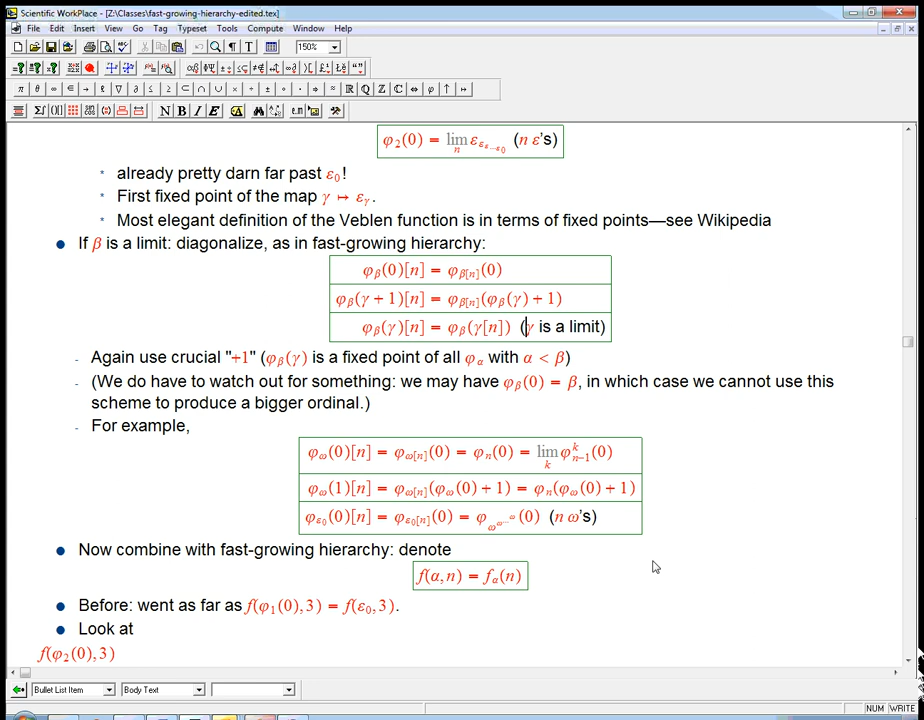 Scientific WorkPlace - [Z:\Classes\fast-growing-hierarchy-edited.tex]
File Edit Insert View Go Tag Typeset Tools Compute Window Help
150%
N B I E
φ₂(0) = lim_n ε_{ε_{ε⋯ε₀}} (n ε's)
* already pretty darn far past ε₀!
* First fixed point of the map γ ↦ ε_γ.
* Most elegant definition of the Veblen function is in terms of fixed points—see Wikipedia
● If β is a limit: diagonalize, as in fast-growing hierarchy:
φ_β(0)[n] = φ_{β[n]}(0)
φ_β(γ + 1)[n] = φ_{β[n]}(φ_β(γ) + 1)
φ_β(γ)[n] = φ_β(γ[n]) (γ is a limit)
- Again use crucial "+1" (φ_β(γ) is a fixed point of all φ_α with α < β)
- (We do have to watch out for something: we may have φ_β(0) = β, in which case we cannot use this
scheme to produce a bigger ordinal.)
- For example,
φ_ω(0)[n] = φ_{ω[n]}(0) = φ_n(0) = lim_k φ^k_{n-1}(0)
φ_ω(1)[n] = φ_{ω[n]}(φ_ω(0) + 1) = φ_n(φ_ω(0) + 1)
φ_{ε₀}(0)[n] = φ_{ε₀[n]}(0) = φ_{ω^{ω^{⋯^ω}}}(0) (n ω's)
● Now combine with fast-growing hierarchy: denote
f(α, n) = f_α(n)
● Before: went as far as f(φ₁(0), 3) = f(ε₀, 3).
● Look at
f(φ₂(0), 3)
Bullet List Item Body Text
NUM WRITE